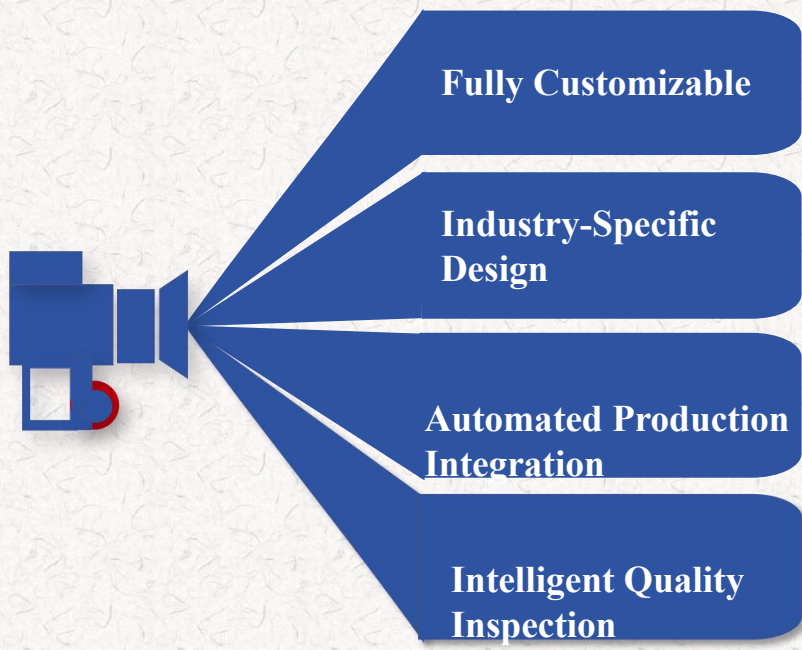 Fully Customizable
Industry-Specific
Design
Automated Production
Integration
Intelligent Quality
Inspection